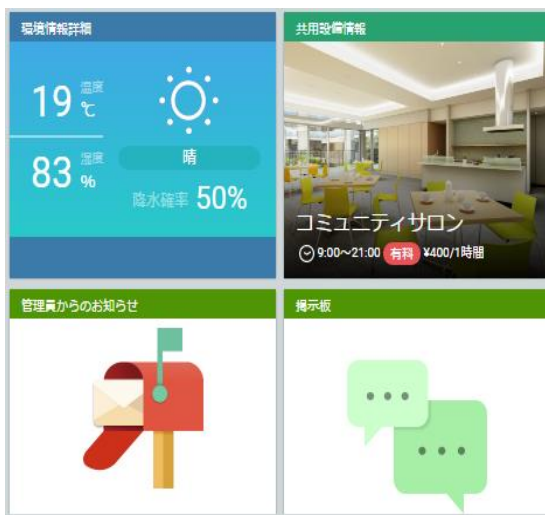 環境情報詳細
19 温度 ℃
83 湿度 %
晴
降水確率 50%
共用設備情報
コミュニティサロン
9:00～21:00 有料 ¥400/1時間
管理員からのお知らせ
掲示板